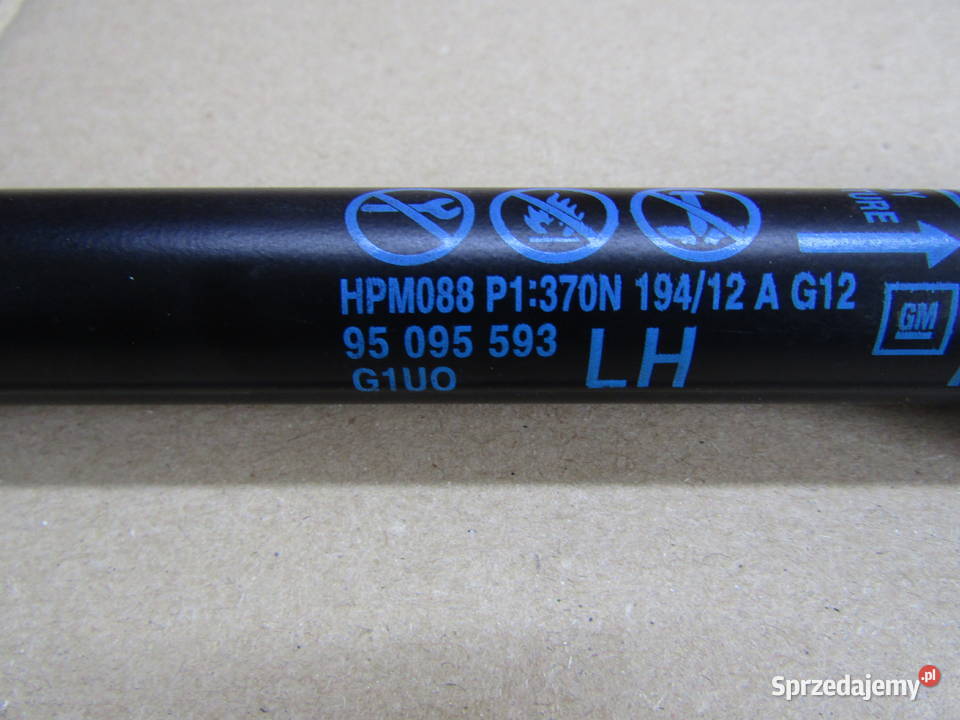 HPM088 P1:370N 194/12 A G12
95 095 593 LH
G1UO
GM
Sprzedajemy.pl